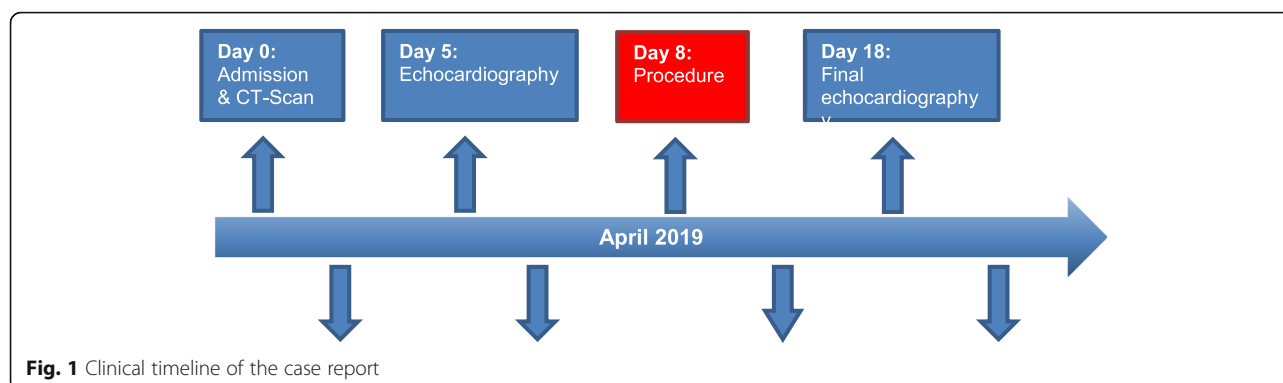 Day 0:
Admission
& CT-Scan
Day 5:
Echocardiography
Day 8:
Procedure
Day 18:
Final
echocardiography
y
April 2019
Fig. 1 Clinical timeline of the case report